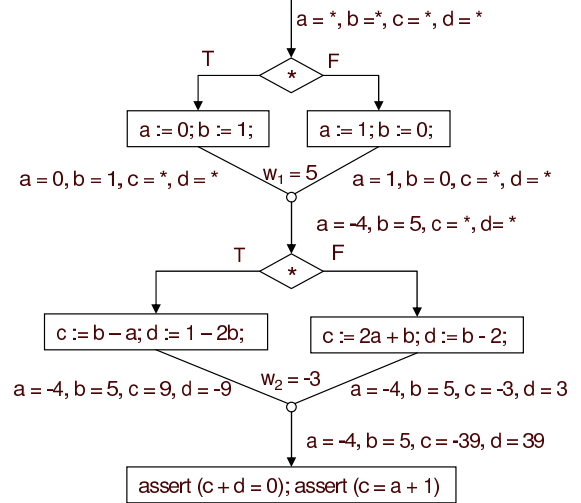 a = *, b =*, c = *, d = *
T
F
*
a := 0; b := 1;
a := 1; b := 0;
a = 0, b = 1, c = *, d = *
w1 = 5
a = 1, b = 0, c = *, d = *
a = -4, b = 5, c = *, d= *
T
F
*
c := b – a; d := 1 – 2b;
c := 2a + b; d := b - 2;
a = -4, b = 5, c = 9, d = -9
w2 = -3
a = -4, b = 5, c = -3, d = 3
a = -4, b = 5, c = -39, d = 39
assert (c + d = 0); assert (c = a + 1)